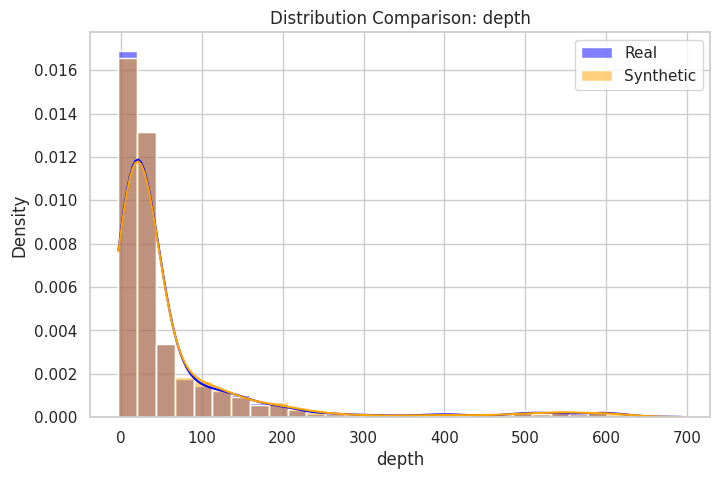 Distribution Comparison: depth
Real
Synthetic
Density
0.016
0.014
0.012
0.010
0.008
0.006
0.004
0.002
0.000
0 100 200 300 400 500 600 700
depth